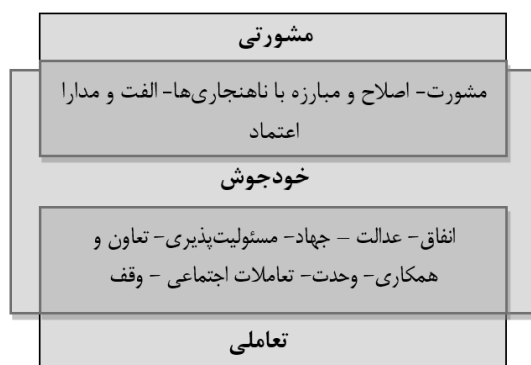 مشورتی
مشورت- اصلاح و مبارزه با ناهنجاری‌ها- الفت و مدارا
اعتماد
خودجوش
انفاق- عدالت – جهاد- مسئولیت‌پذیری- تعاون و
همکاری- وحدت- تعاملات اجتماعی – وقف
تعاملی